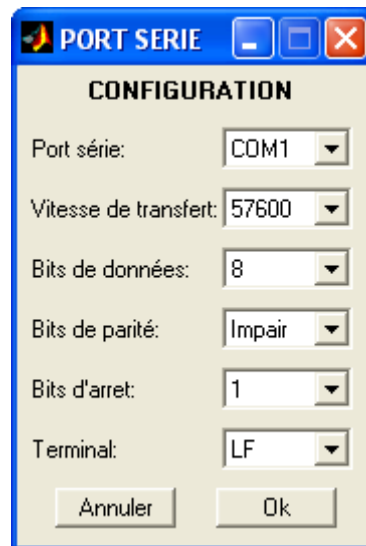 PORT SERIE
CONFIGURATION
Port série: COM1
Vitesse de transfert: 57600
Bits de données: 8
Bits de parité: Impair
Bits d'arret: 1
Terminal: LF
Annuler Ok